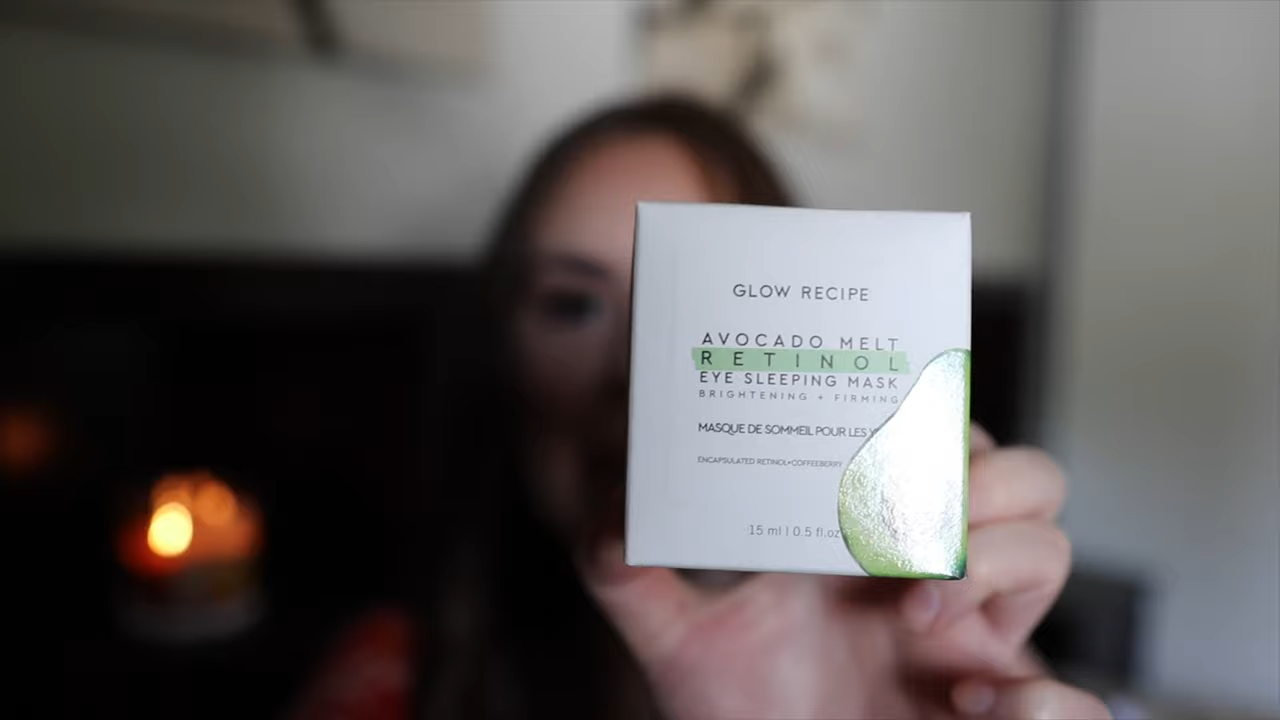 GLOW RECIPE
AVOCADO MELT
RETINOL
EYE SLEEPING MASK
BRIGHTENING + FIRMING
MASQUE DE SOMMEIL POUR LES
ENCAPSULATED RETINOL+COFFEEBERRY
15 ml | 0.5 fl.oz